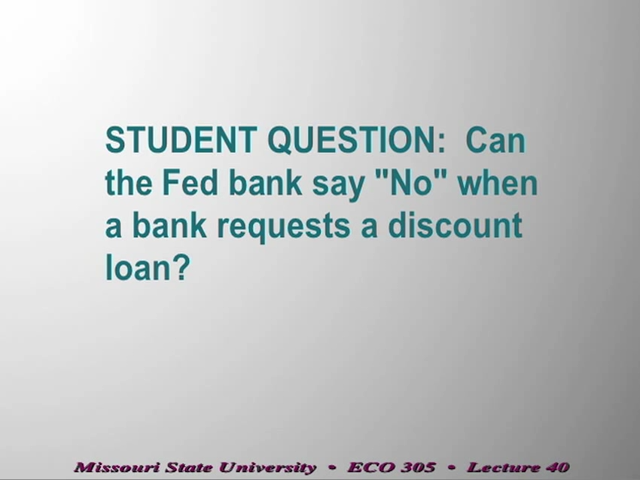 STUDENT QUESTION:  Can
the Fed bank say "No" when
a bank requests a discount
loan?
Missouri State University • ECO 305 • Lecture 40